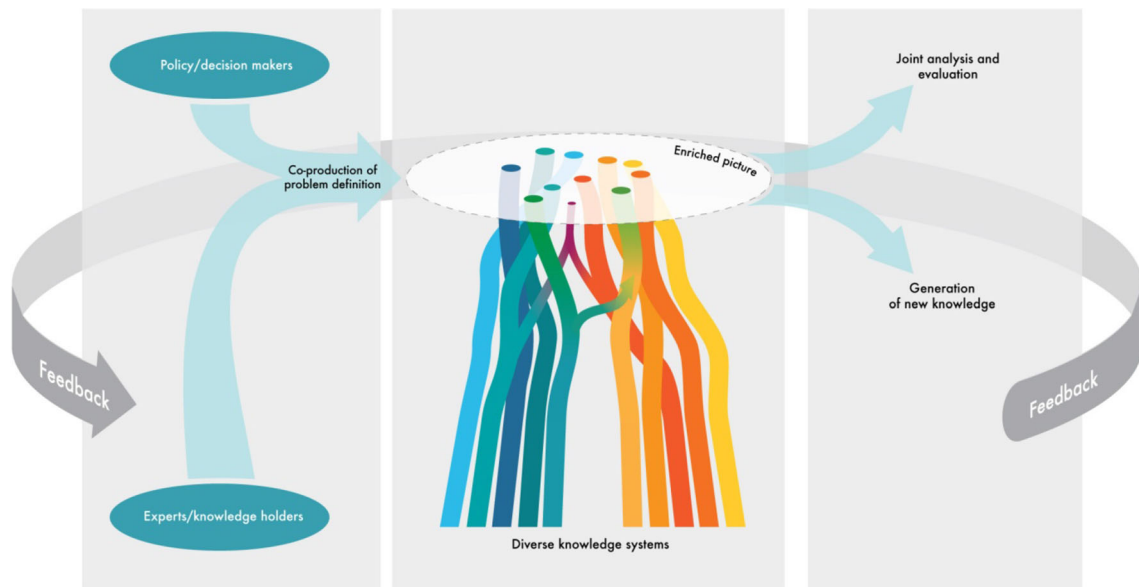 Policy/decision makers
Co-production of
problem definition
Feedback
Experts/knowledge holders
Enriched picture
Diverse knowledge systems
Joint analysis and
evaluation
Generation
of new knowledge
Feedback